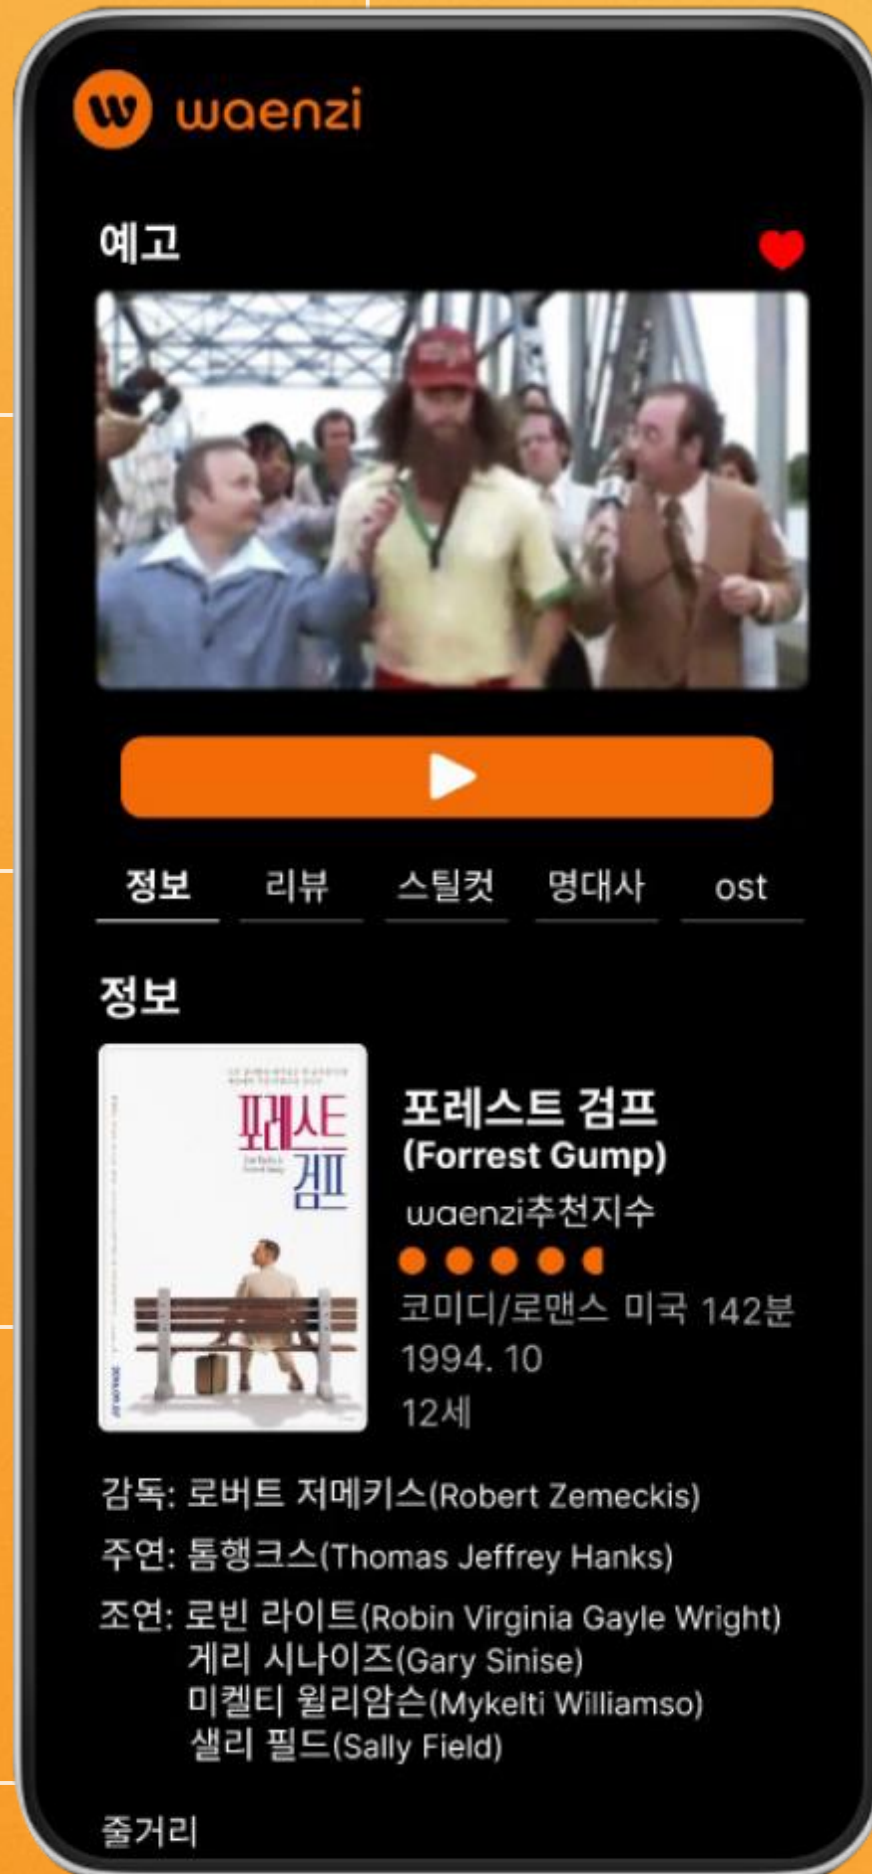 w waenzi
예고
정보 리뷰 스틸컷 명대사 ost
정보
포레스트
검프
포레스트 검프
(Forrest Gump)
waenzi추천지수
코미디/로맨스 미국 142분
1994. 10
12세
감독: 로버트 저메키스(Robert Zemeckis)
주연: 톰행크스(Thomas Jeffrey Hanks)
조연: 로빈 라이트(Robin Virginia Gayle Wright)
게리 시나이즈(Gary Sinise)
미켈티 윌리암슨(Mykelti Williamso)
샐리 필드(Sally Field)
줄거리